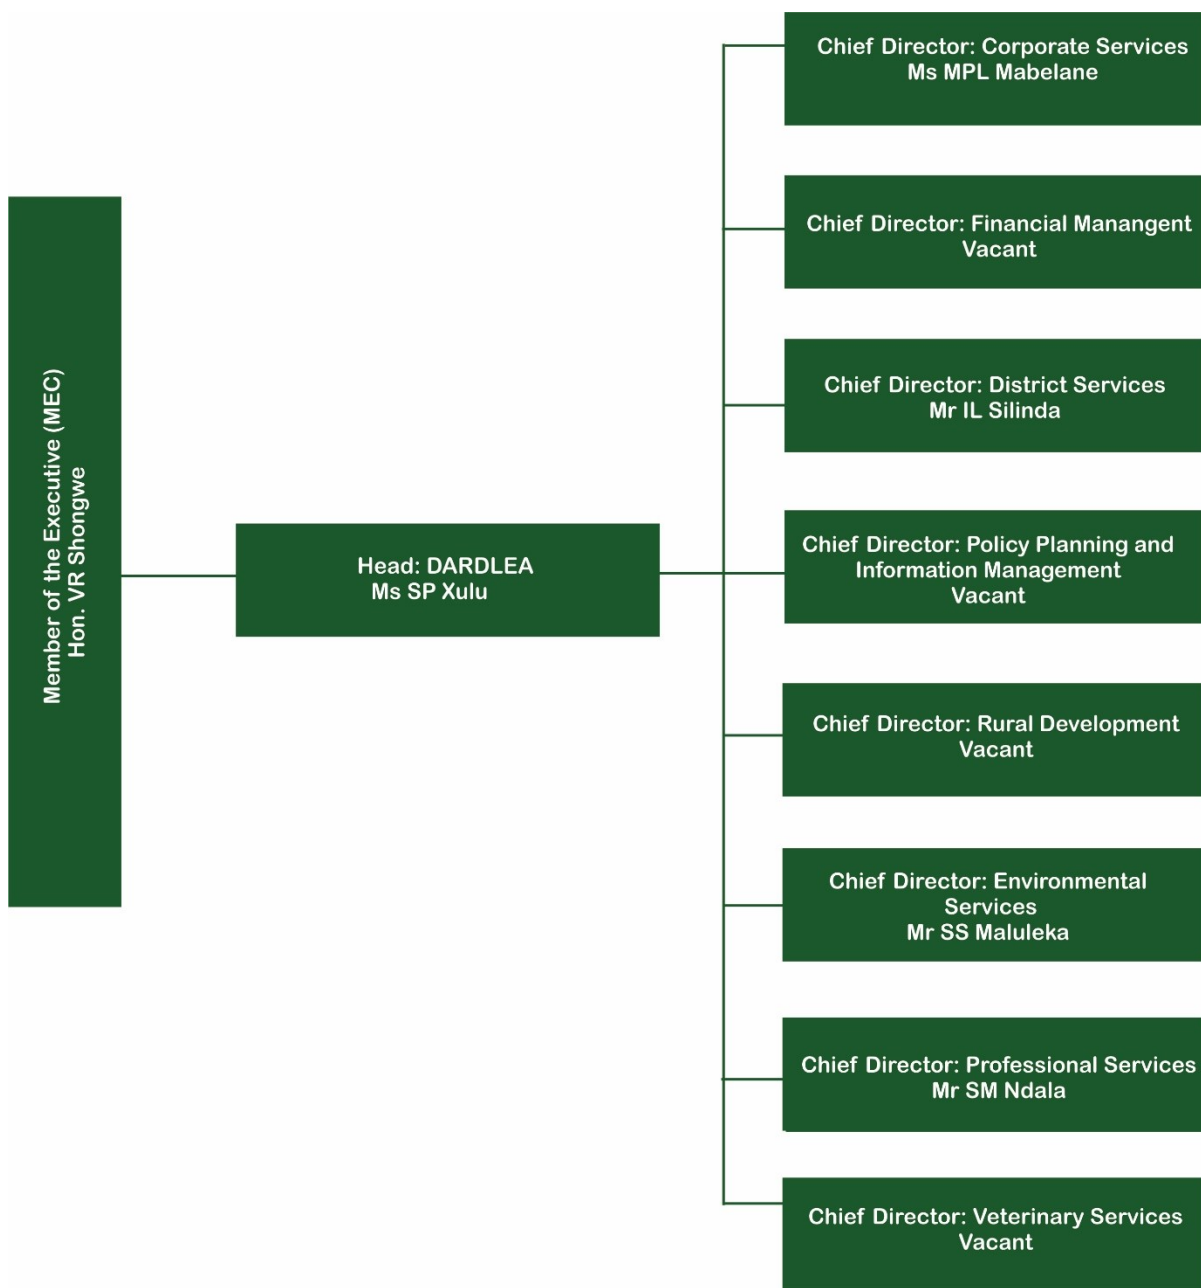 Member of the Executive (MEC)
Hon. VR Shongwe
Head: DARDLEA
Ms SP Xulu
Chief Director: Corporate Services
Ms MPL Mabelane
Chief Director: Financial Manangent
Vacant
Chief Director: District Services
Mr IL Silinda
Chief Director: Policy Planning and
Information Management
Vacant
Chief Director: Rural Development
Vacant
Chief Director: Environmental
Services
Mr SS Maluleka
Chief Director: Professional Services
Mr SM Ndala
Chief Director: Veterinary Services
Vacant